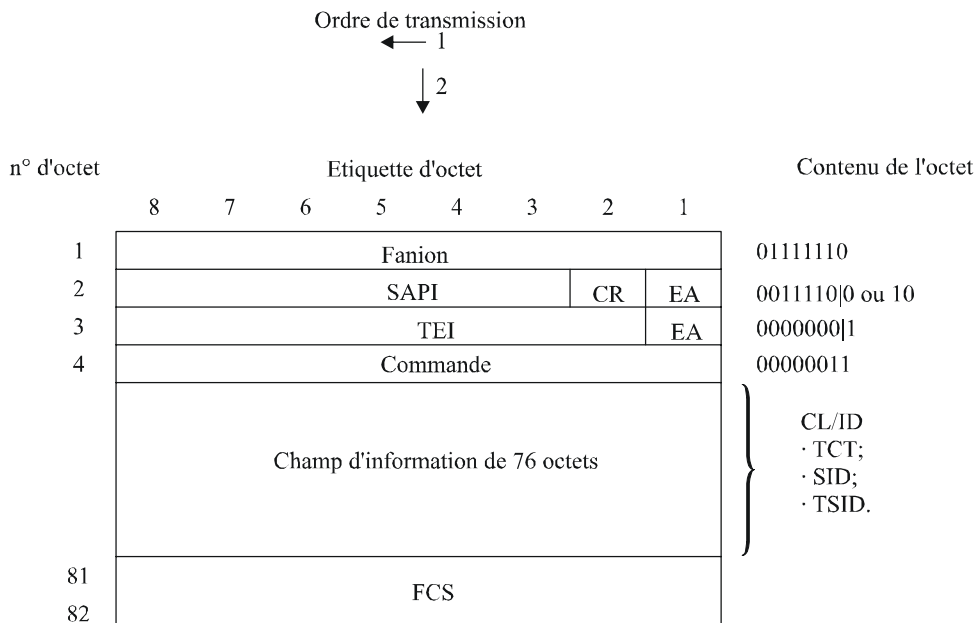 Ordre de transmission
1
2
n° d'octet Etiquette d'octet Contenu de l'octet
8 7 6 5 4 3 2 1
1 Fanion 01111110
2 SAPI CR EA 0011110|0 ou 10
3 TEI EA 0000000|1
4 Commande 00000011
CL/ID
· TCT;
Champ d'information de 76 octets
· SID;
· TSID.
81
FCS
82